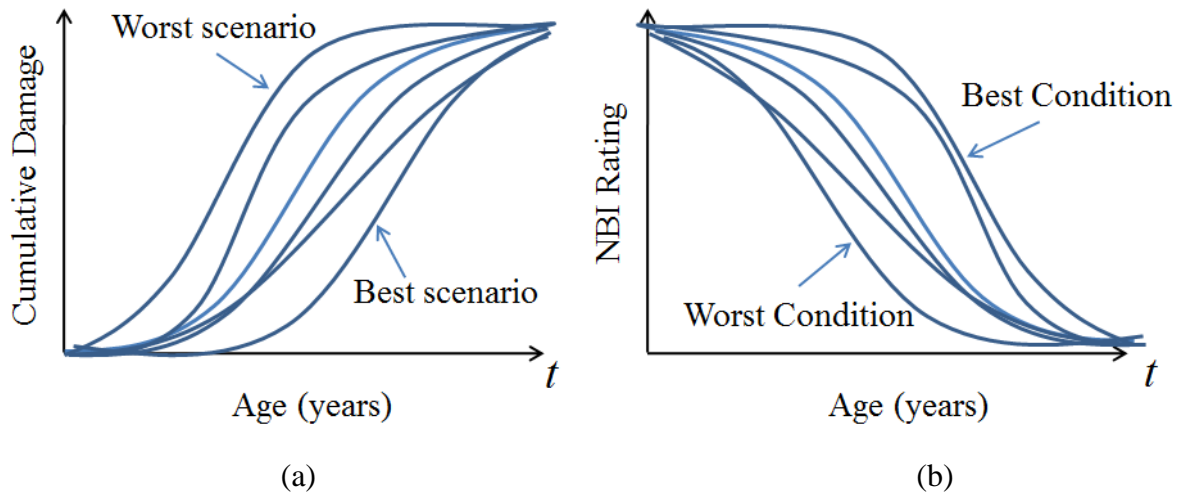 Worst scenario
Cumulative Damage
Best scenario
t
Age (years)
(a)
Best Condition
NBI Rating
Worst Condition
t
Age (years)
(b)